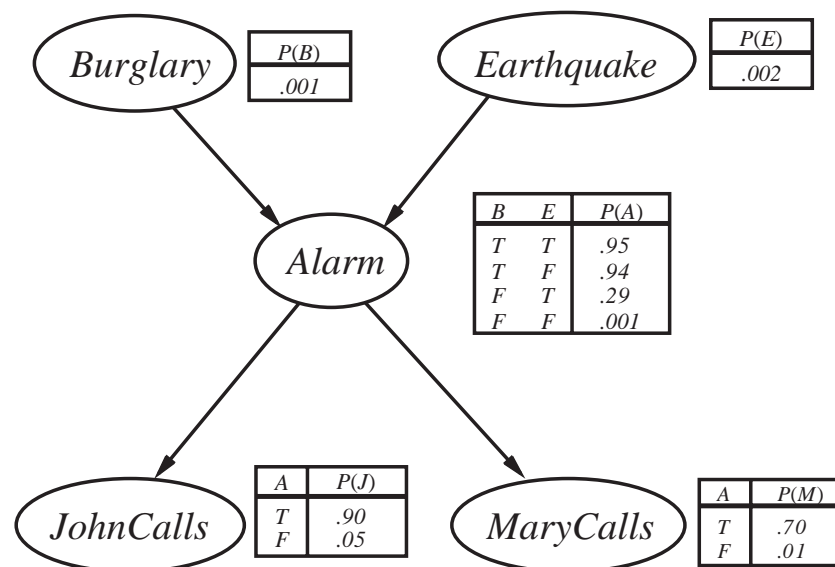 Burglary
P(B)
.001
Earthquake
P(E)
.002
Alarm
B E P(A)
T T .95
T F .94
F T .29
F F .001
JohnCalls
A P(J)
T .90
F .05
MaryCalls
A P(M)
T .70
F .01